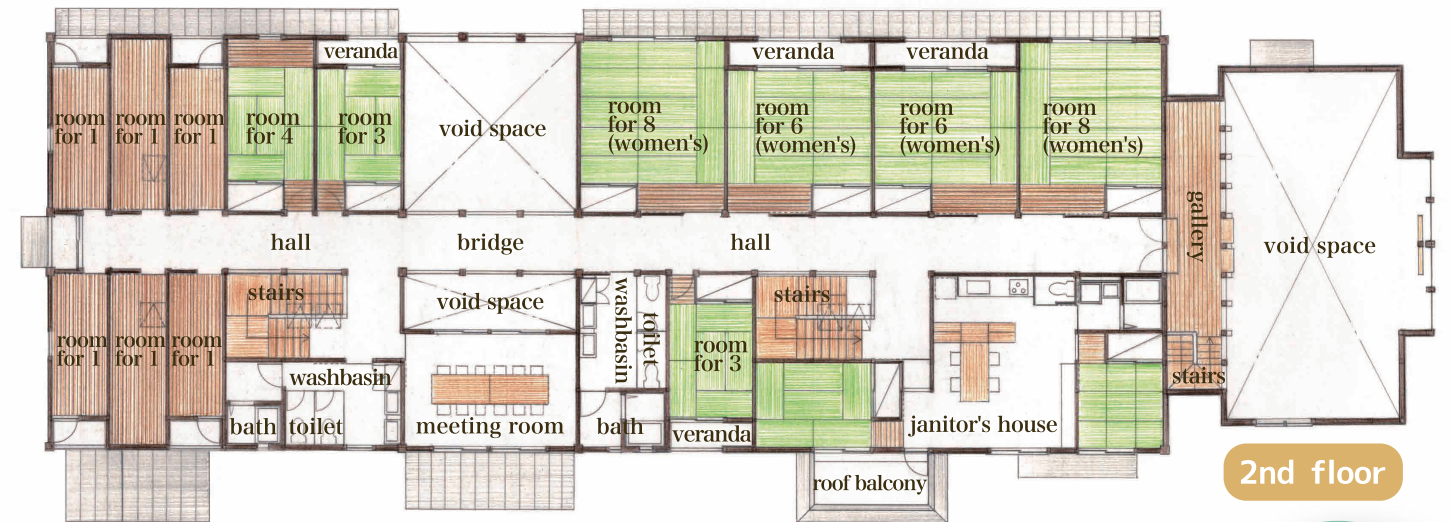 veranda
veranda
veranda
room
for 1
room
for 1
room
for 1
room
for 4
room
for 3
void space
room
for 8
(women's)
room
for 6
(women's)
room
for 6
(women's)
room
for 8
(women's)
gallery
void space
hall
bridge
hall
stairs
void space
washbasin
toilet
stairs
room
for 1
room
for 1
room
for 1
room
for 3
stairs
washbasin
bath
toilet
meeting room
bath
veranda
janitor's house
roof balcony
2nd floor